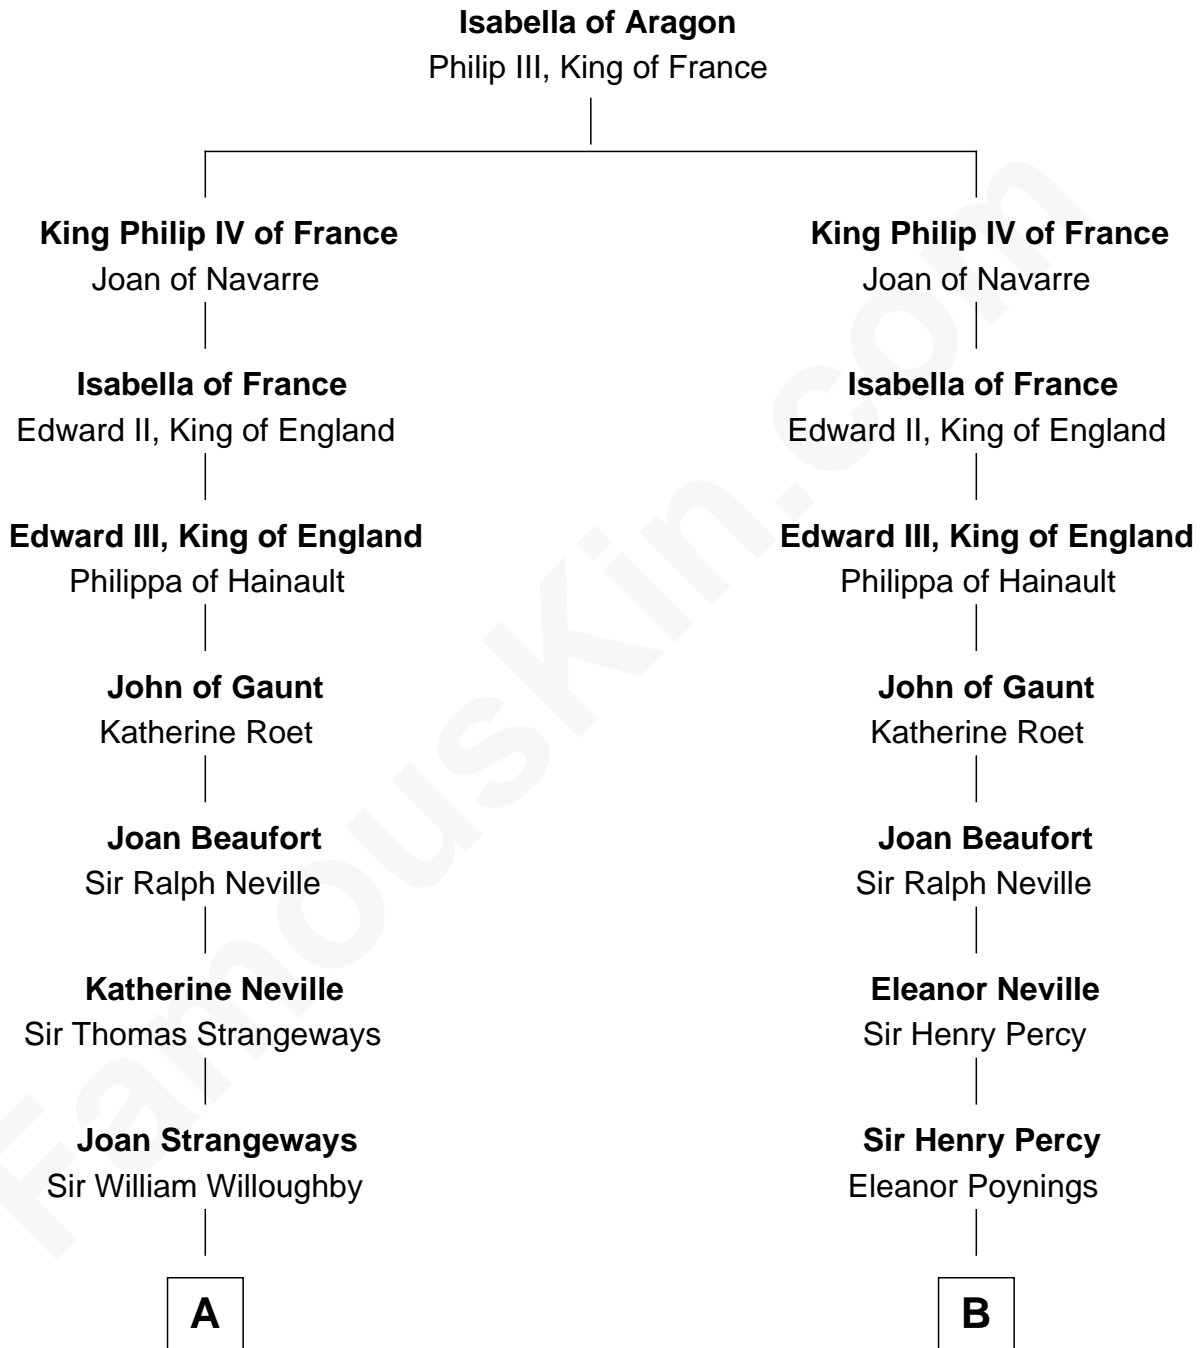 Isabella of Aragon
Philip III, King of France
King Philip IV of France
Joan of Navarre
Isabella of France
Edward II, King of England
Edward III, King of England
Philippa of Hainault
John of Gaunt
Katherine Roet
Joan Beaufort
Sir Ralph Neville
Katherine Neville
Sir Thomas Strangeways
Joan Strangeways
Sir William Willoughby
A
King Philip IV of France
Joan of Navarre
Isabella of France
Edward II, King of England
Edward III, King of England
Philippa of Hainault
John of Gaunt
Katherine Roet
Joan Beaufort
Sir Ralph Neville
Eleanor Neville
Sir Henry Percy
Sir Henry Percy
Eleanor Poynings
B
FamousKin.com